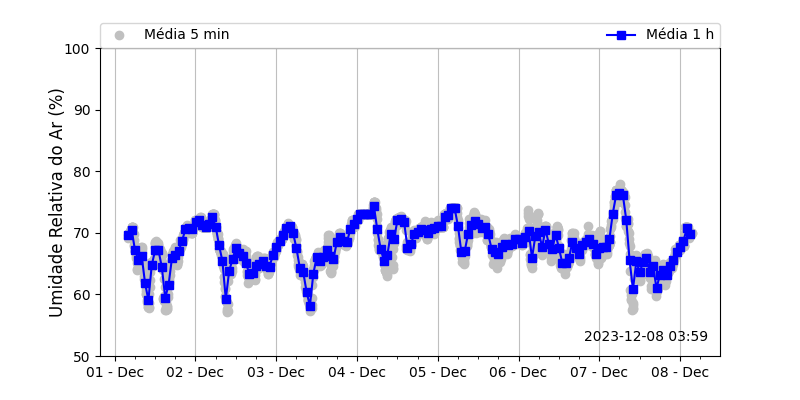 Média 5 min
Média 1 h
Umidade Relativa do Ar (%)
100
90
80
70
60
50
2023-12-08 03:59
01 - Dec
02 - Dec
03 - Dec
04 - Dec
05 - Dec
06 - Dec
07 - Dec
08 - Dec